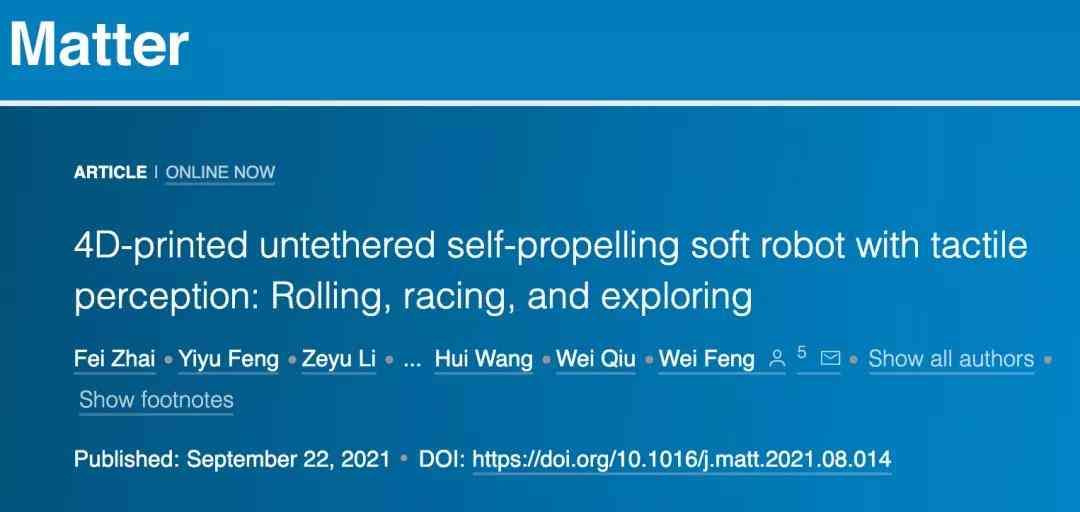 Matter
ARTICLE | ONLINE NOW
4D-printed untethered self-propelling soft robot with tactile
perception: Rolling, racing, and exploring
Fei Zhai • Yiyu Feng • Zeyu Li • ... Hui Wang • Wei Qiu • Wei Feng 5 • Show all authors •
Show footnotes
Published: September 22, 2021 • DOI: https://doi.org/10.1016/j.matt.2021.08.014